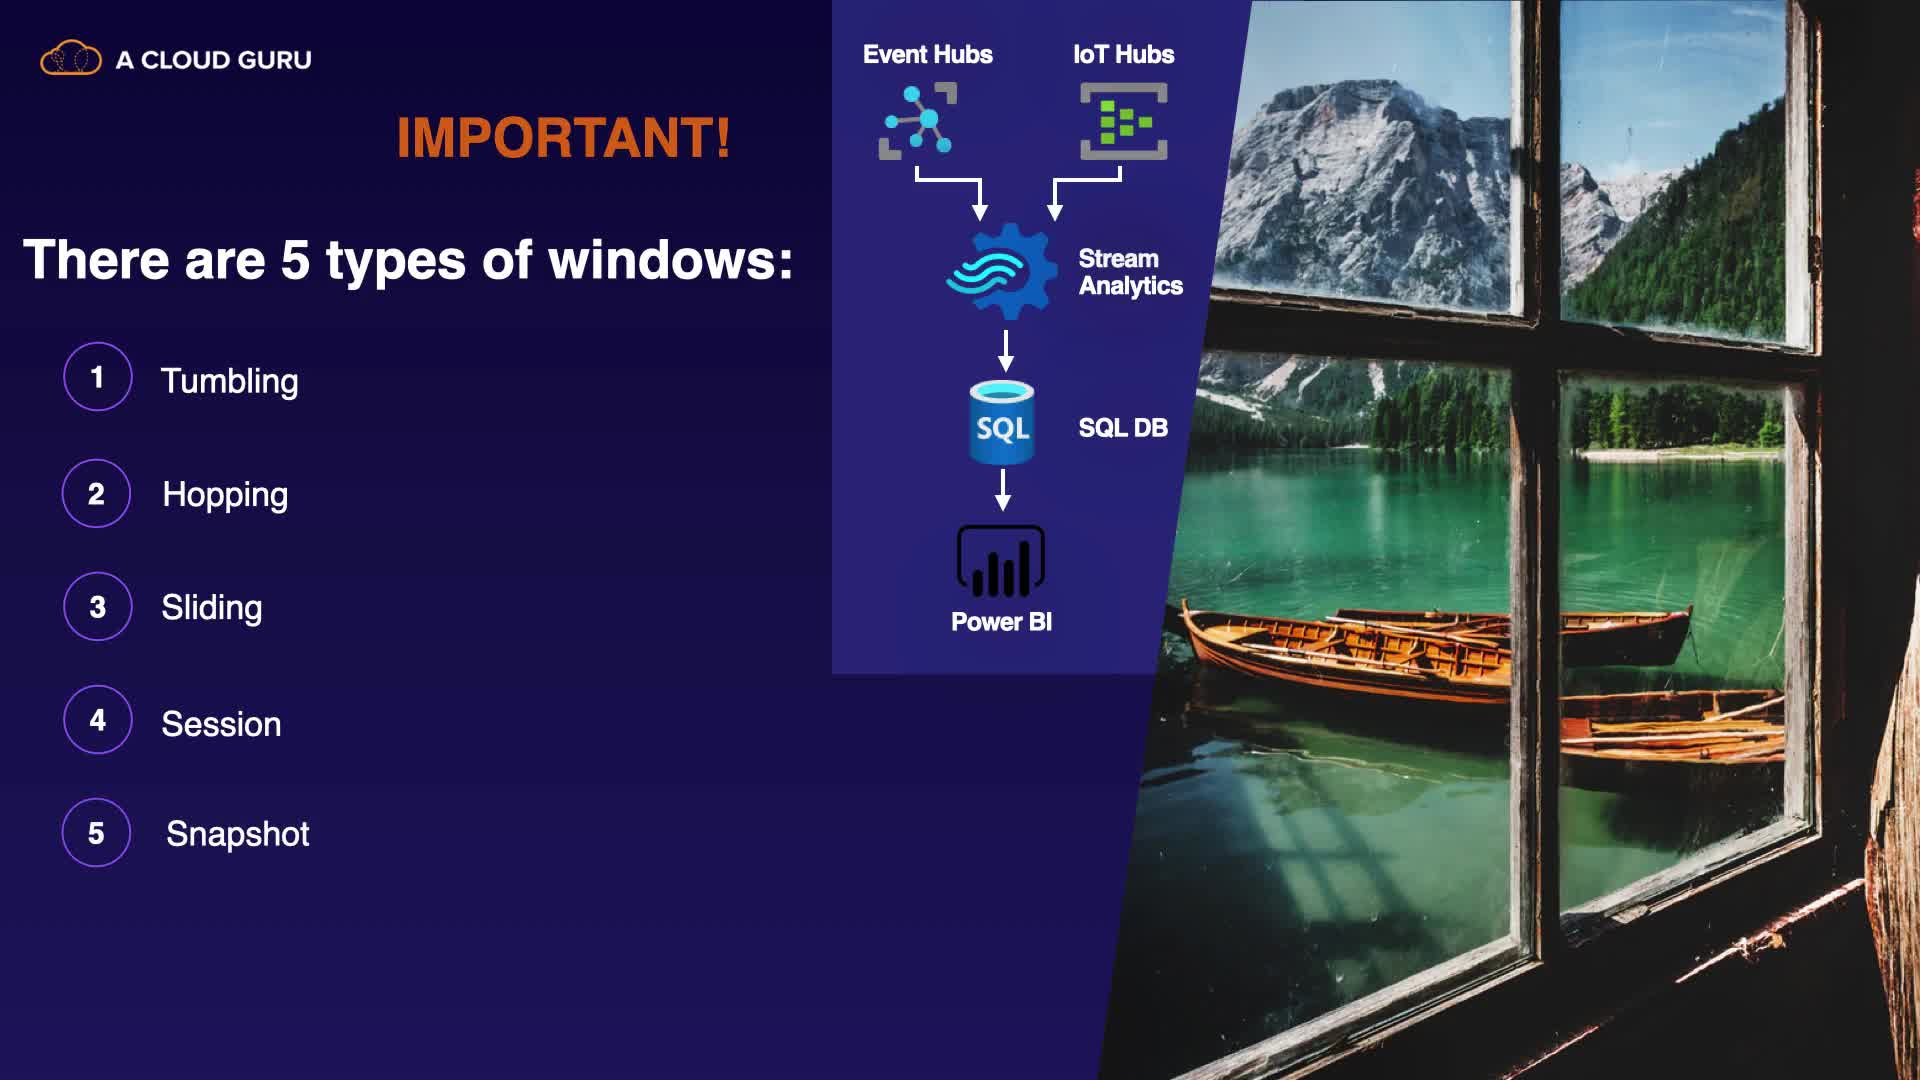 A CLOUD GURU
IMPORTANT!
There are 5 types of windows:
1 Tumbling
2 Hopping
3 Sliding
4 Session
5 Snapshot
Event Hubs
IoT Hubs
Stream
Analytics
SQL
SQL DB
Power BI